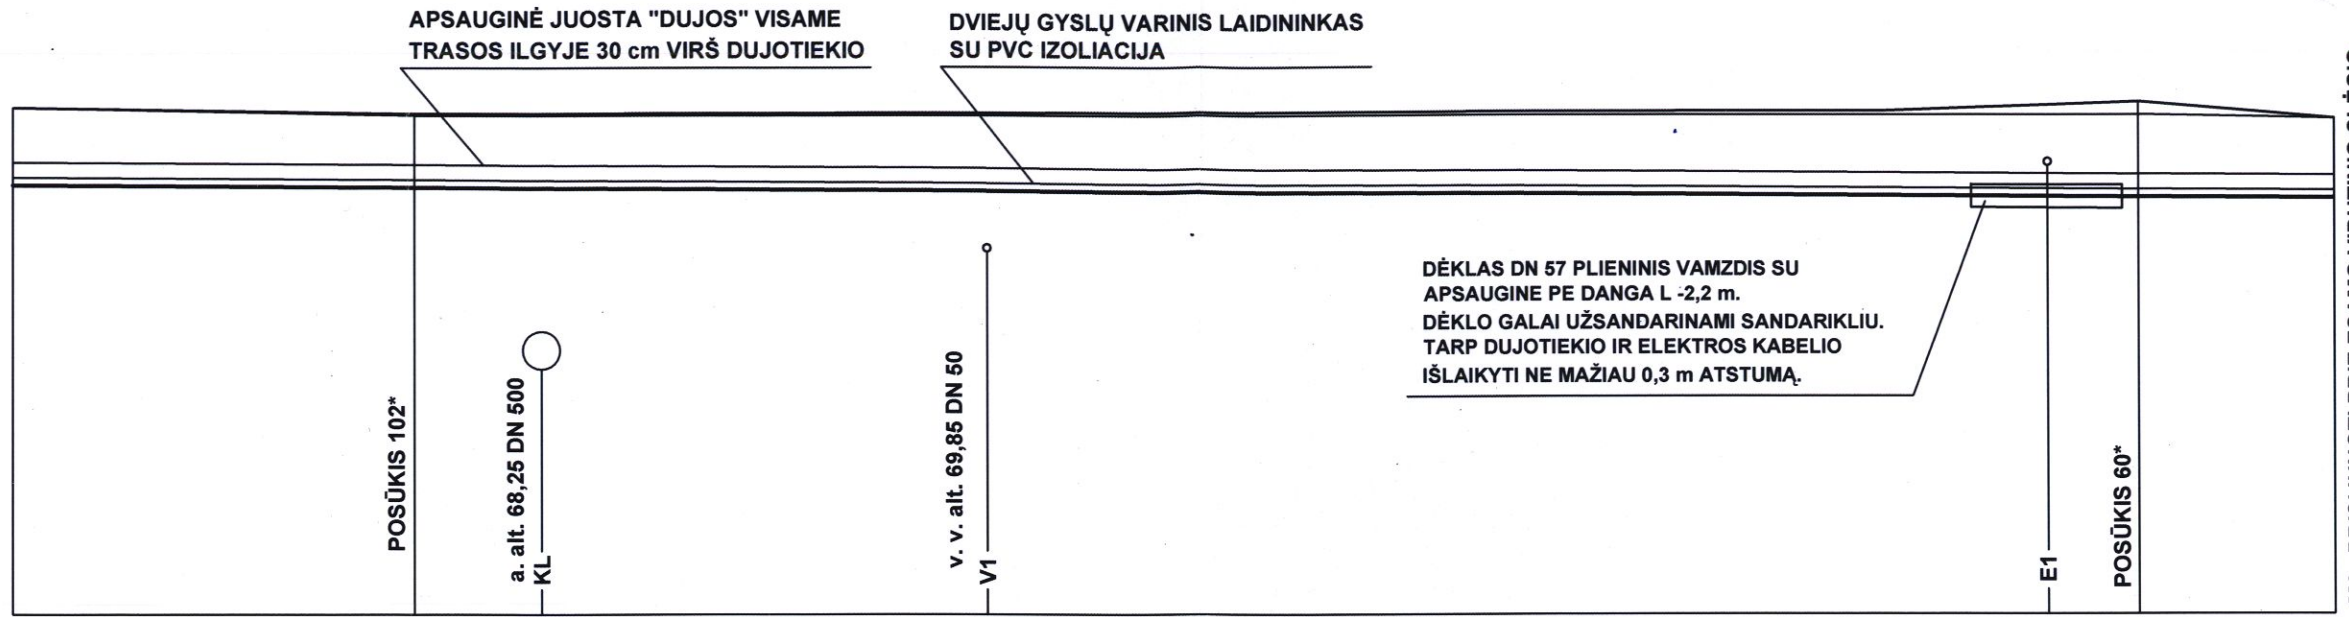 APSAUGINĖ JUOSTA "DUJOS" VISAME
TRASOS ILGYJE 30 cm VIRŠ DUJOTIEKIO
DVIEJŲ GYSLŲ VARINIS LAIDININKAS
SU PVC IZOLIACIJA
DĖKLAS DN 57 PLIENINIS VAMZDIS SU
APSAUGINE PE DANGA L -2,2 m.
DĖKLO GALAI UŽSANDARINAMI SANDARIKLIU.
TARP DUJOTIEKIO IR ELEKTROS KABELIO
IŠLAIKYTI NE MAŽIAU 0,3 m ATSTUMĄ.
POSŪKIS 102*
a. alt. 68,25 DN 500
KL
v. v. alt. 69,85 DN 50
V1
E1
POSŪKIS 60*